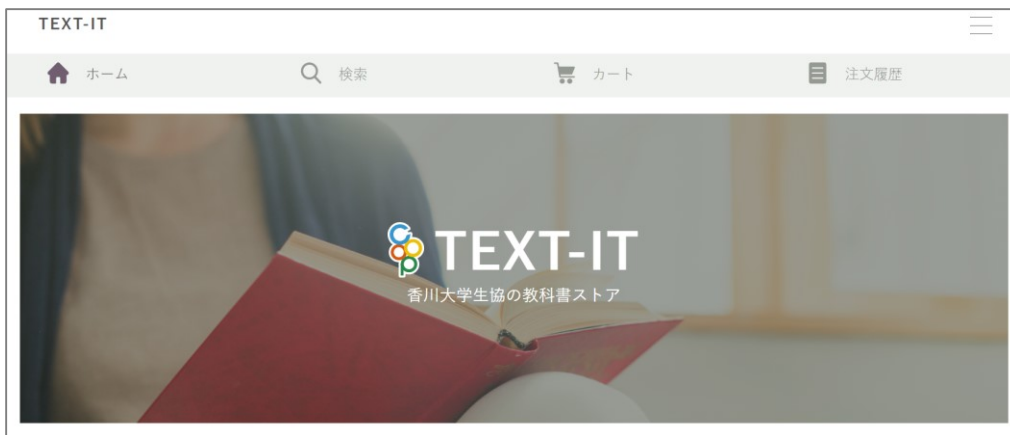 TEXT-IT
ホーム
検索
カート
注文履歴
coop TEXT-IT
香川大学生協の教科書ストア